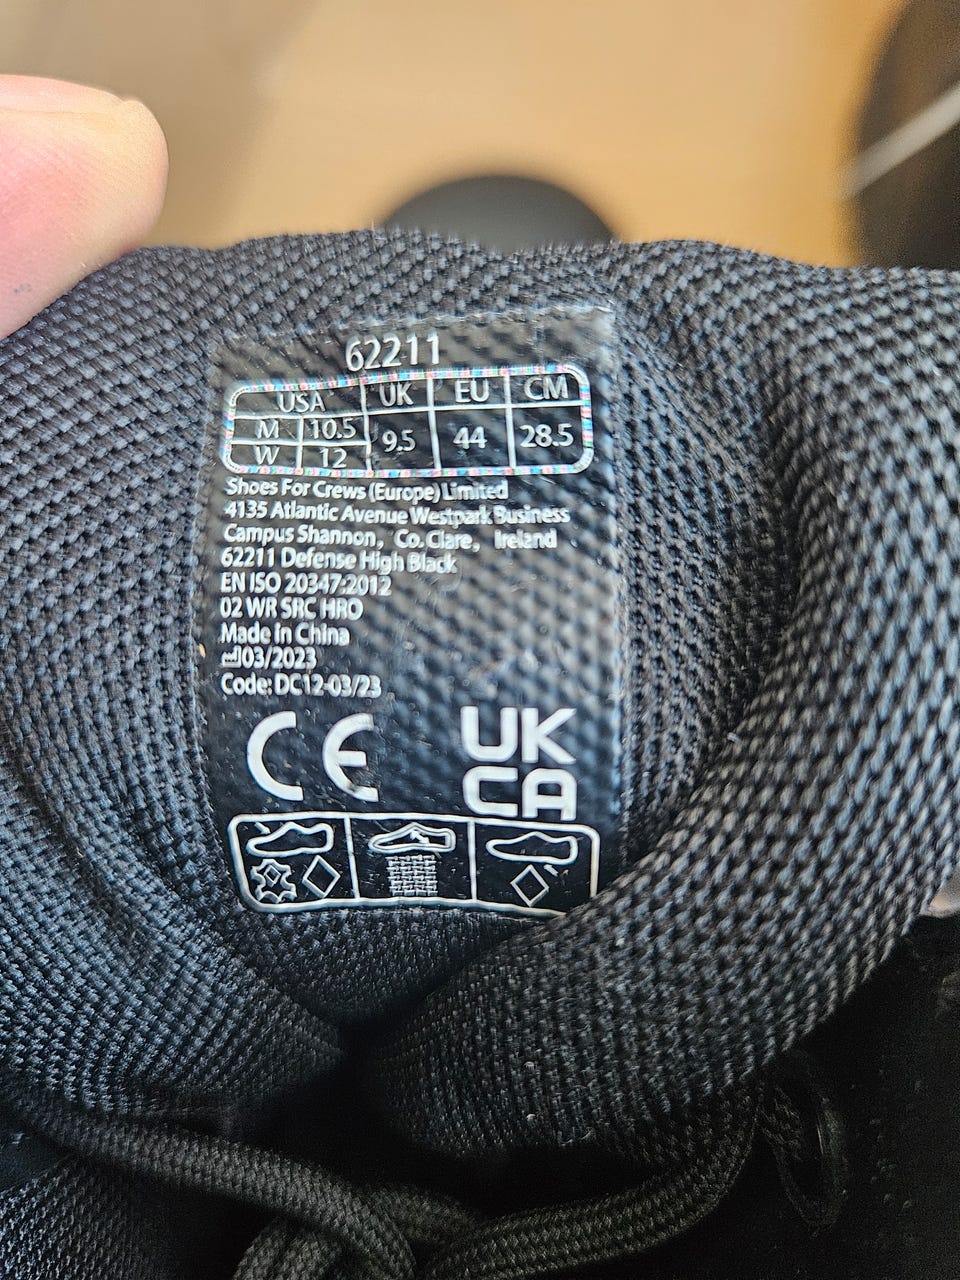 62211
USA UK EU CM
M 10.5 9.5 44 28.5
W 12
Shoes For Crews (Europe) Limited
4135 Atlantic Avenue Westpark Business
Campus Shannon, Co. Clare, Ireland
62211 Defense High Black
EN ISO 20347:2012
02 WR SRC HRO
Made in China
03/2023
Code: DC12-03/23
CE
UK
CA